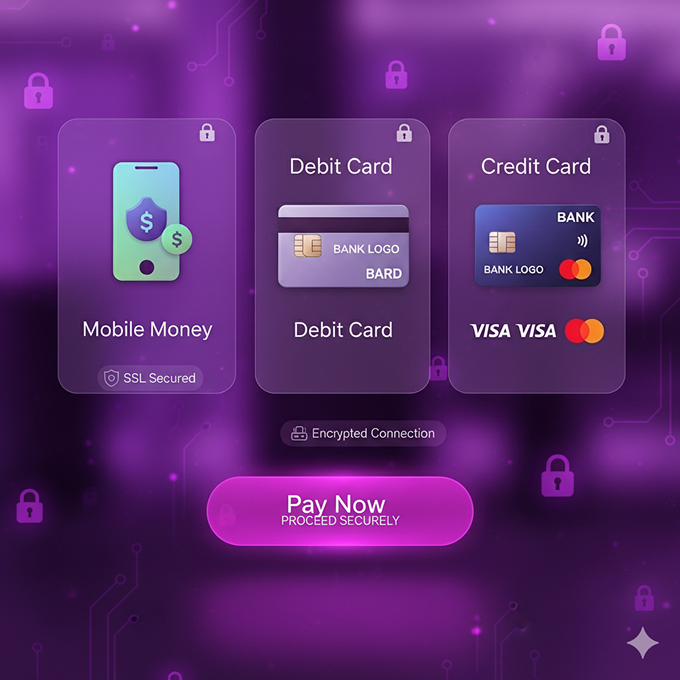 Mobile Money
SSL Secured
Debit Card
BANK LOGO
BARD
Debit Card
Credit Card
BANK
BANK LOGO
VISA VISA
Encrypted Connection
Pay Now
PROCEED SECURELY